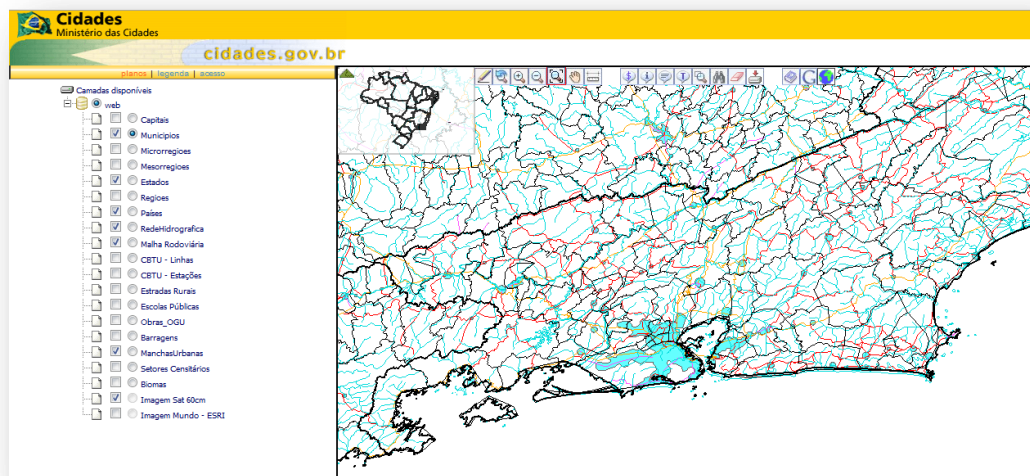 Cidades
Ministério das Cidades
cidades.gov.br
planos | legenda | acesso
Camadas disponíveis
web
Capitais
Municipios
Microrregioes
Mesorregioes
Estados
Regioes
Países
RedeHidrografica
Malha Rodoviária
CBTU - Linhas
CBTU - Estações
Estradas Rurais
Escolas Públicas
Obras_OGU
Barragens
ManchasUrbanas
Setores Censitários
Biomas
Imagem Sat 60cm
Imagem Mundo - ESRI